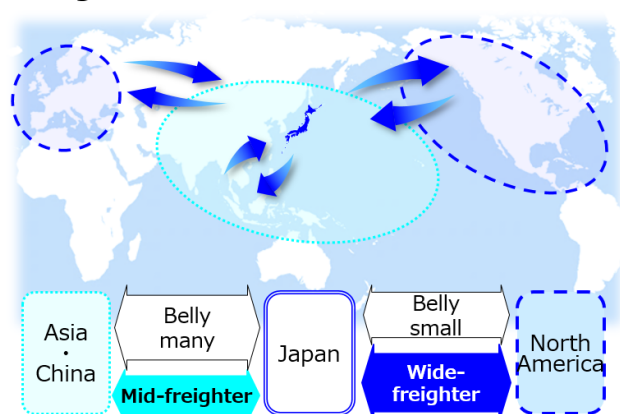 Asia
・
China
Belly
many
Mid-freighter
Japan
Belly
small
Wide-
freighter
North
America